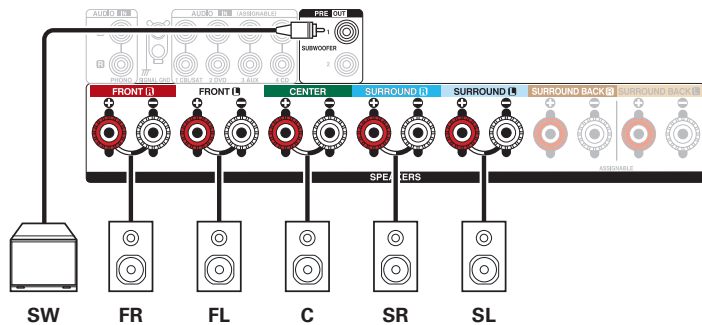 AUDIO IN AUDIO IN (ASSIGNABLE) PRE OUT
1
SUBWOOFER
R 2
PHONO SIGNAL GND 1 CBL/SAT 2 DVD 3 AUX 4 CD
FRONT R FRONT L CENTER SURROUND R SURROUND L SURROUND BACK R SURROUND BACK L
ASSIGNABLE
SPEAKERS
SW FR FL C SR SL